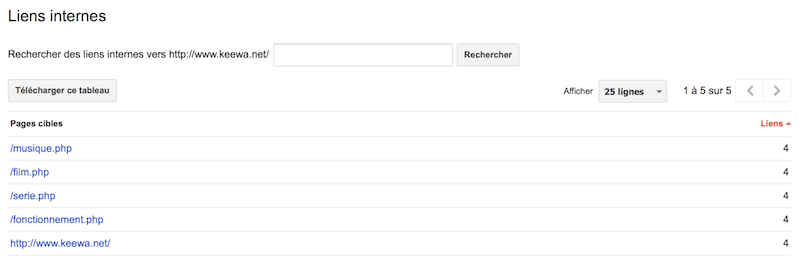 Liens internes
Rechercher des liens internes vers http://www.keewa.net/ Rechercher
Télécharger ce tableau Afficher 25 lignes 1 à 5 sur 5
Pages cibles Liens
/musique.php 4
/film.php 4
/serie.php 4
/fonctionnement.php 4
http://www.keewa.net/ 4